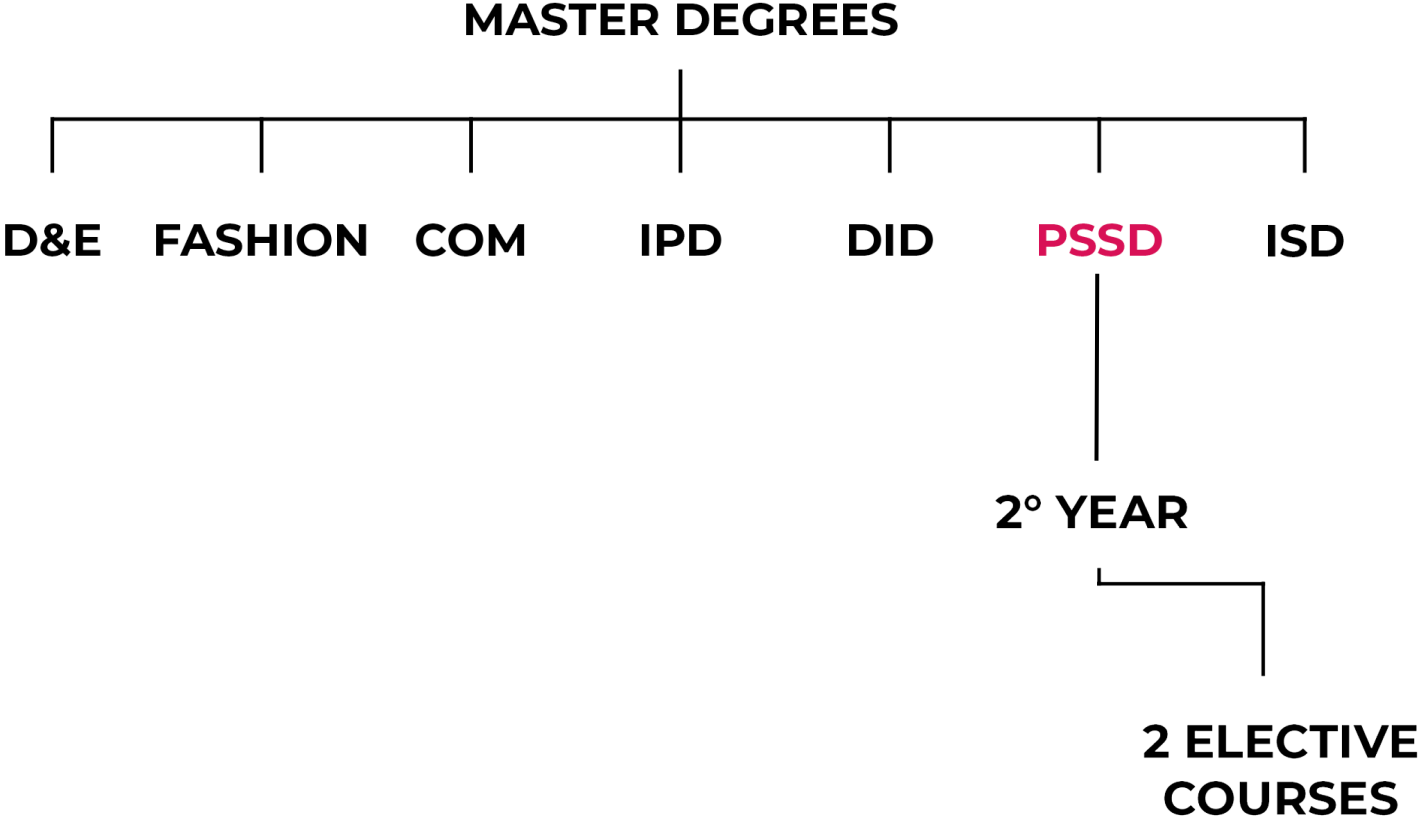 MASTER DEGREES
D&E FASHION COM IPD DID PSSD ISD
2° YEAR
2 ELECTIVE
COURSES